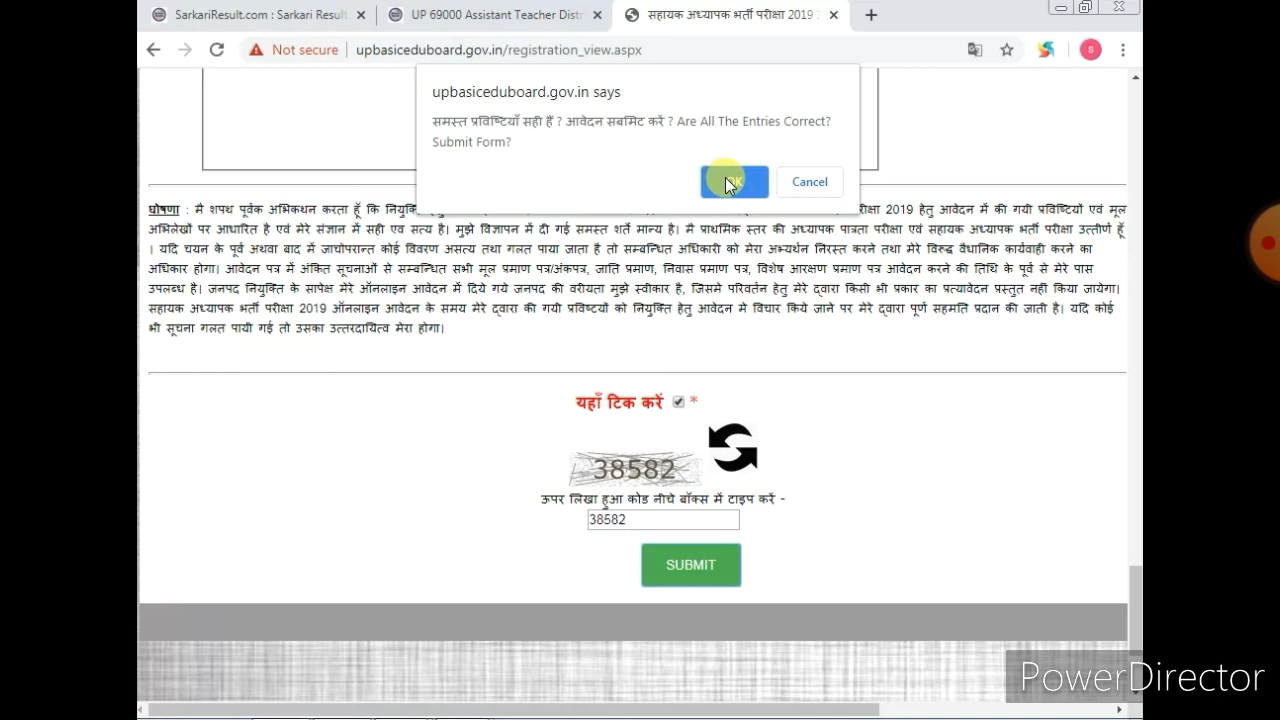 SarkariResult.com : Sarkari Result
UP 69000 Assistant Teacher Distr
सहायक अध्यापक भर्ती परीक्षा 2019
Not secure
upbasiceduboard.gov.in/registration_view.aspx
S
upbasiceduboard.gov.in says
समस्त प्रविष्टियाँ सही हैं ? आवेदन सबमिट करें ? Are All The Entries Correct?
Submit Form?
OK
Cancel
घोषणा : मै शपथ पूर्वक अभिकथन करता हूँ कि
रीक्षा 2019 हेतु आवेदन में की गयी प्रविष्टियों एवं मूल
अभिलेखों पर आधारित है एवं मेरे संज्ञान में सही एवं सत्य है। मुझे विज्ञापन में दी गई समस्त शर्ते मान्य है। मै प्राथमिक स्तर की अध्यापक पात्रता परीक्षा एवं सहायक अध्यापक भर्ती परीक्षा उत्तीर्ण हूँ
। यदि चयन के पूर्व अथवा बाद में जाचोपरान्त कोई विवरण असत्य तथा गलत पाया जाता है तो सम्बन्धित अधिकारी को मेरा अभ्यर्थन निरस्त करने तथा मेरे विरुद्ध वैधानिक कार्यवाही करने का
अधिकार होगा। आवेदन पत्र में अंकित सूचनाओं से सम्बन्धित सभी मूल प्रमाण पत्र/अंकपत्र, जाति प्रमाण, निवास प्रमाण पत्र, विशेष आरक्षण प्रमाण पत्र आवेदन करने की तिथि के पूर्व से मेरे पास
उपलब्ध है। जनपद नियुक्ति के सापेक्ष मेरे ऑनलाइन आवेदन में दिये गये जनपद की वरीयता मुझे स्वीकार है, जिसमे परिवर्तन हेतु मेरे द्वारा किसी भी प्रकार का प्रत्यावेदन प्रस्तुत नहीं किया जायेगा।
सहायक अध्यापक भर्ती परीक्षा 2019 ऑनलाइन आवेदन के समय मेरे द्वारा की गयी प्रविष्टयों को नियुक्ति हेतु आवेदन में विचार किये जाने पर मेरे द्वारा पूर्ण सहमति प्रदान की जाती है। यदि कोई
भी सूचना गलत पायी गई तो उसका उत्तरदायित्व मेरा होगा।
यहाँ टिक करें *
38582
ऊपर लिखा हुआ कोड नीचे बॉक्स में टाइप करें -
38582
SUBMIT
PowerDirector